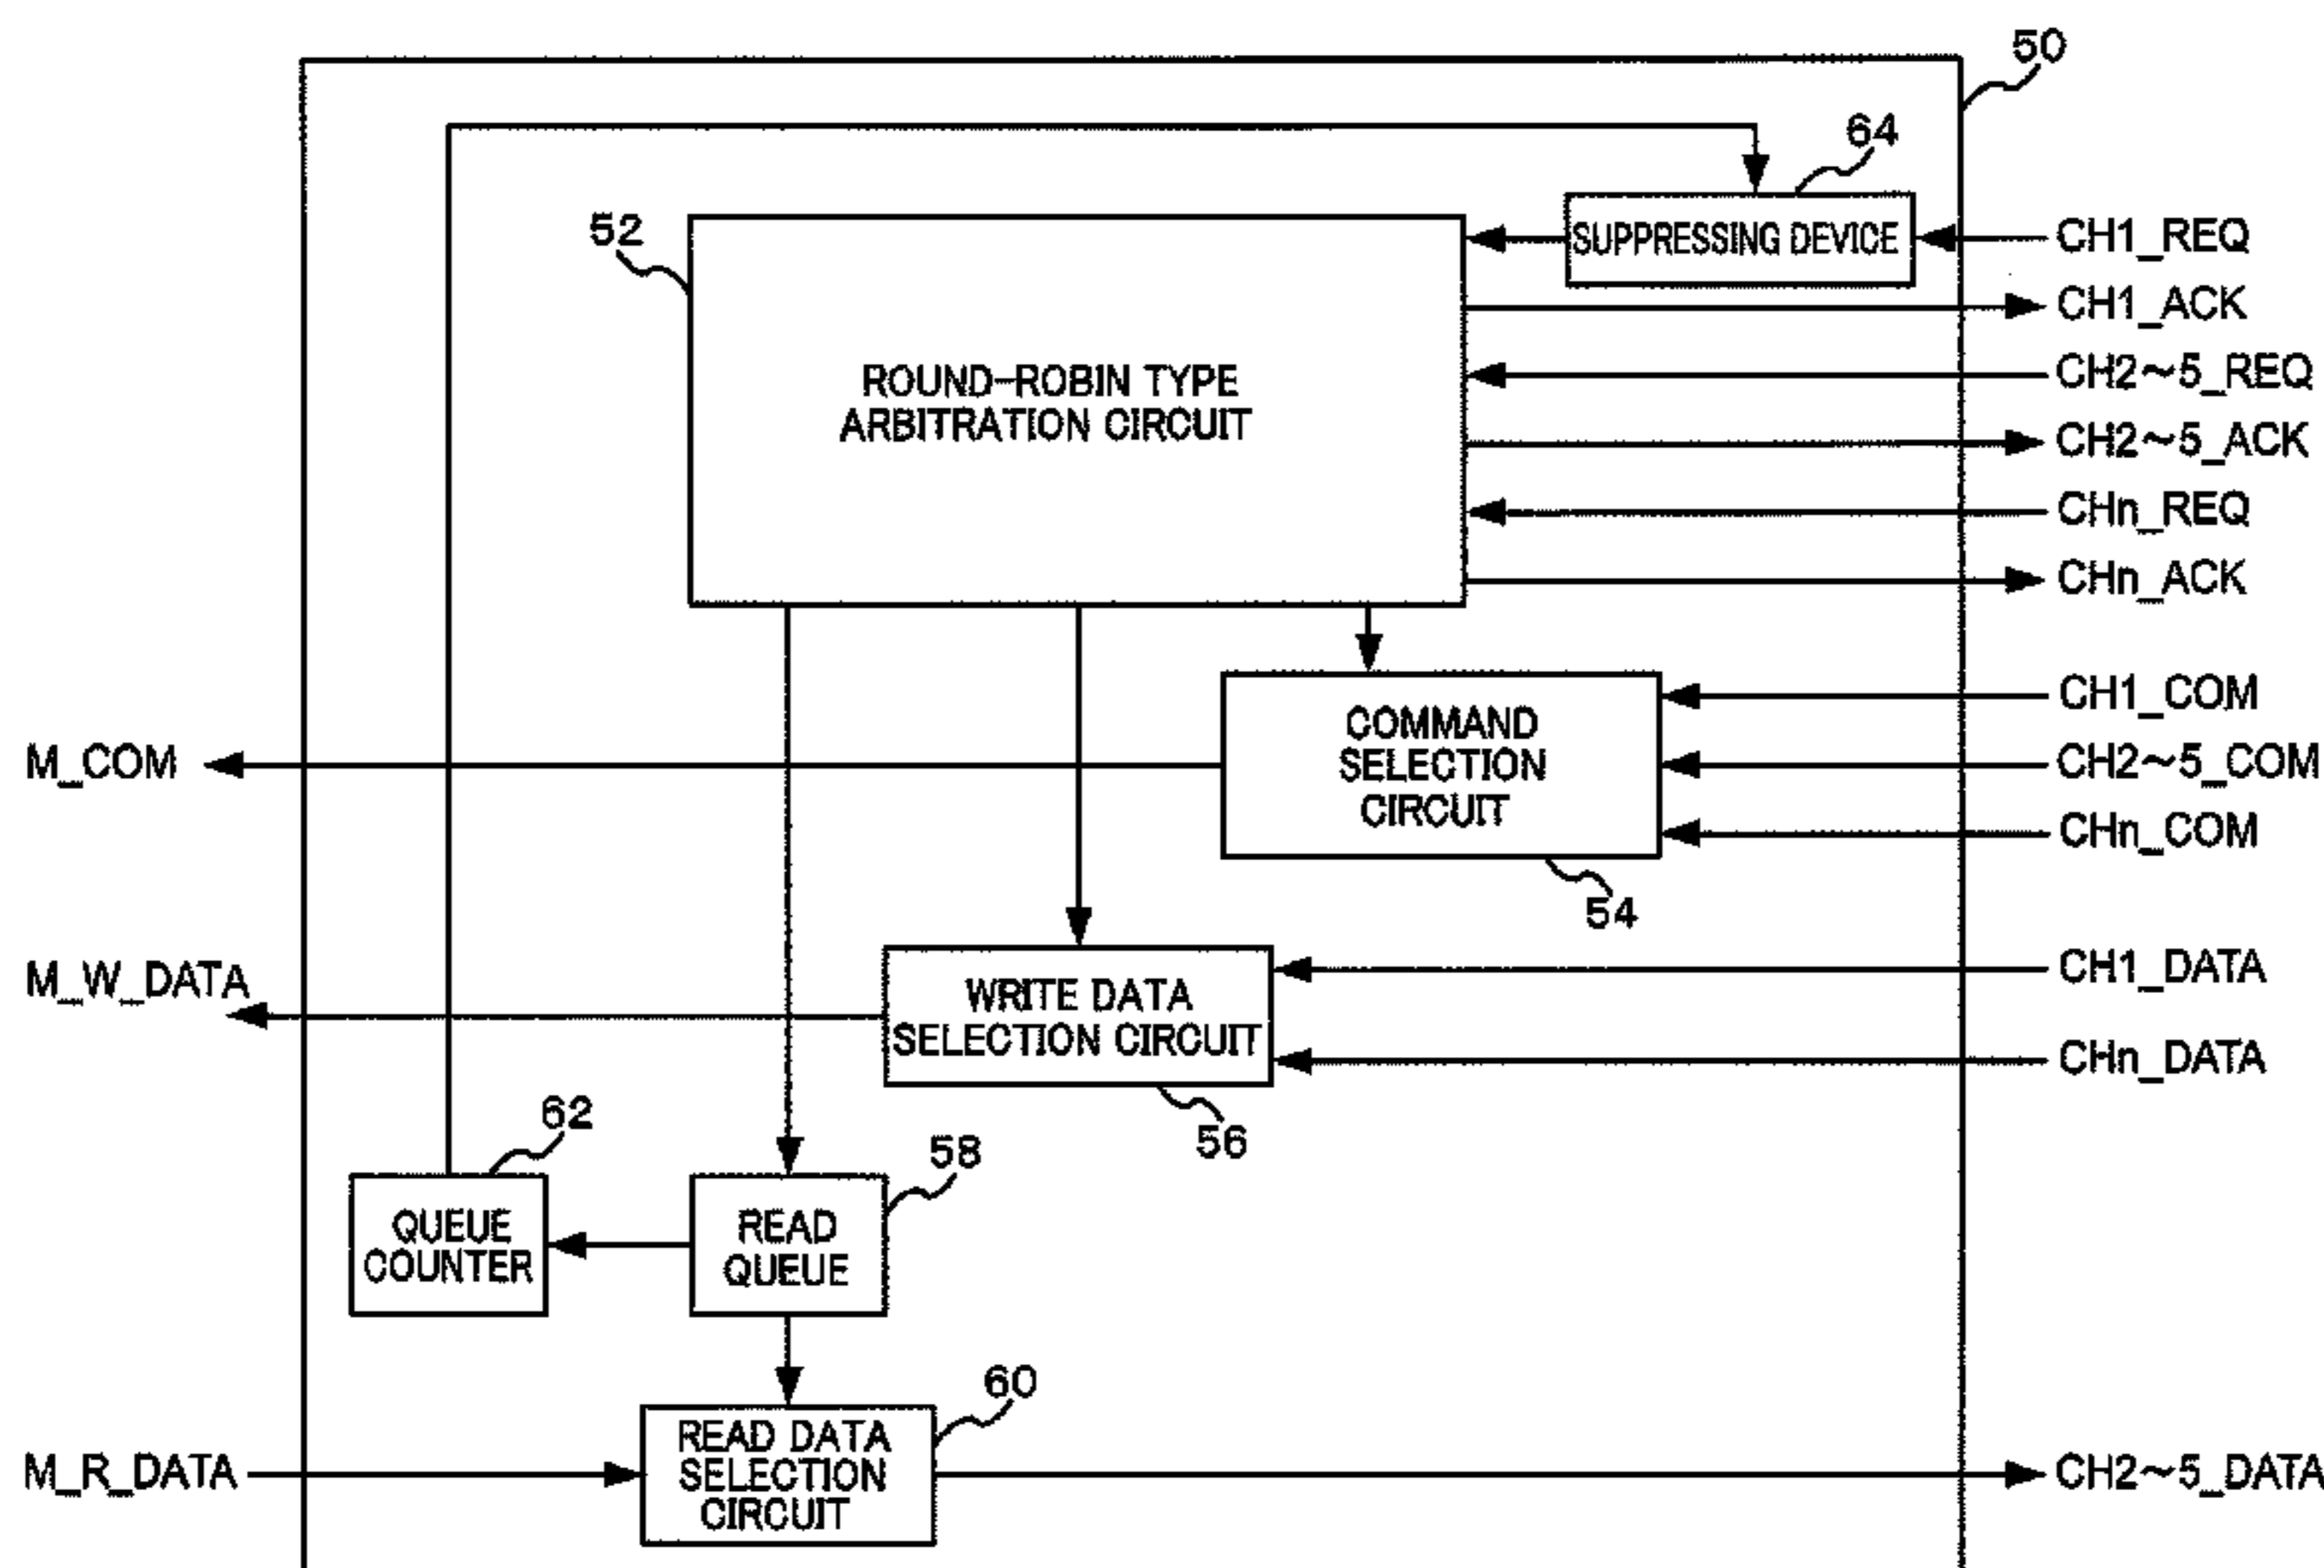 50
64
52
SUPPRESSING DEVICE
CH1_REQ
CH1_ACK
ROUND-ROBIN TYPE
ARBITRATION CIRCUIT
CH2~5_REQ
CH2~5_ACK
CHn_REQ
CHn_ACK
COMMAND
SELECTION
CIRCUIT
CH1_COM
M_COM
CH2~5_COM
CHn_COM
54
M_W_DATA
WRITE DATA
SELECTION CIRCUIT
CH1_DATA
CHn_DATA
56
62
58
QUEUE
COUNTER
READ
QUEUE
60
M_R_DATA
READ DATA
SELECTION
CIRCUIT
CH2~5_DATA